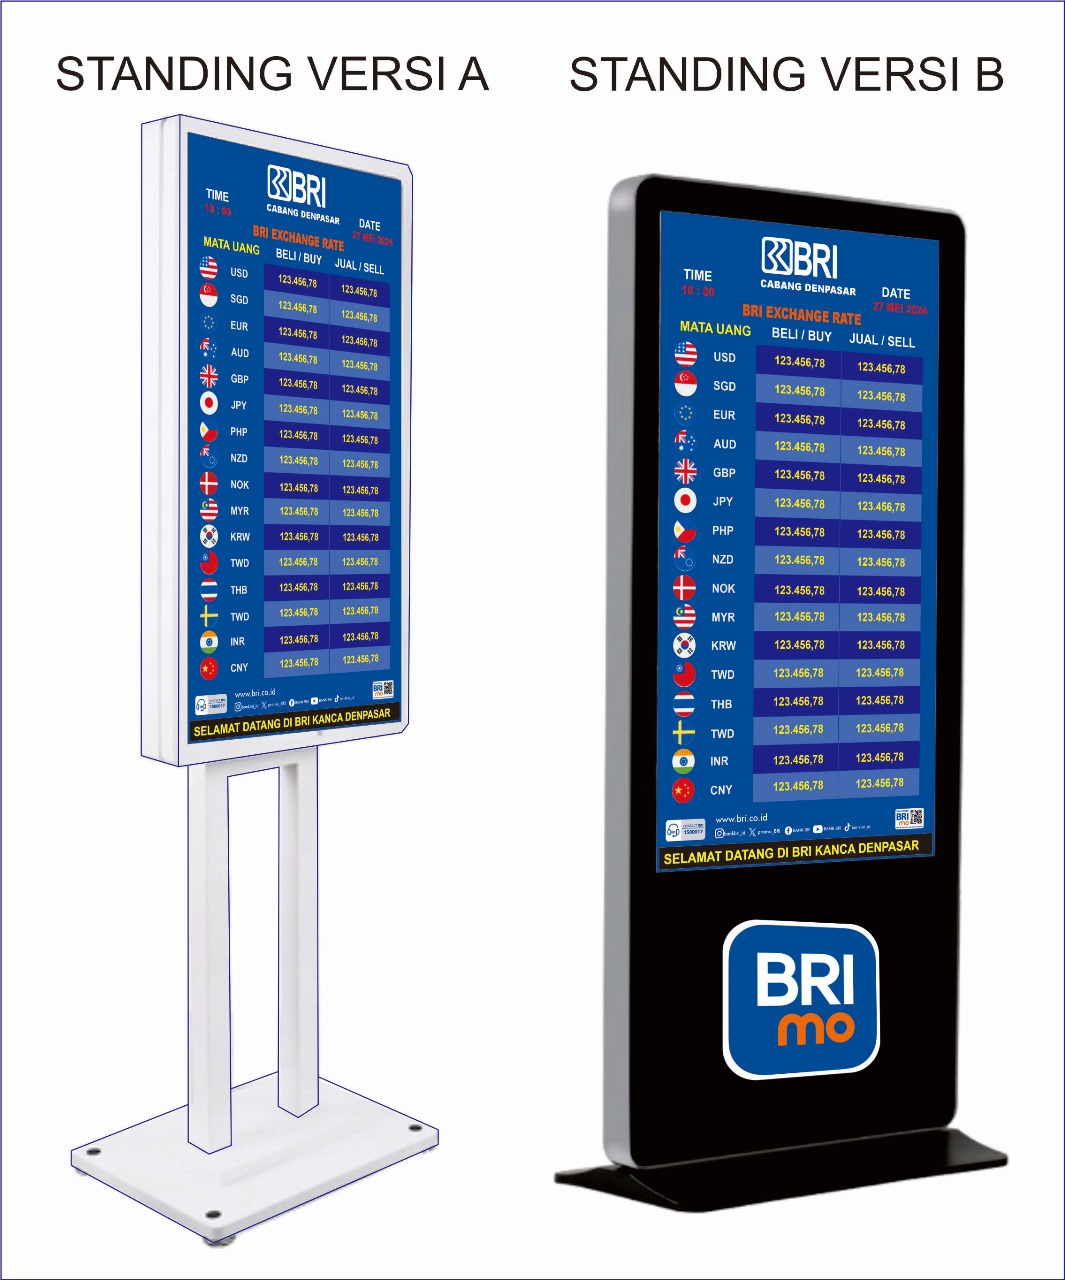 STANDING VERSI A
BRI
CABANG DENPASAR
TIME
10 : 00
DATE
27 MEI 2024
BRI EXCHANGE RATE
MATA UANG BELI / BUY JUAL / SELL
USD 123.456,78 123.456,78
SGD 123.456,78 123.456,78
EUR 123.456,78 123.456,78
AUD 123.456,78 123.456,78
GBP 123.456,78 123.456,78
JPY 123.456,78 123.456,78
PHP 123.456,78 123.456,78
NZD 123.456,78 123.456,78
NOK 123.456,78 123.456,78
MYR 123.456,78 123.456,78
KRW 123.456,78 123.456,78
TWD 123.456,78 123.456,78
THB 123.456,78 123.456,78
TWD 123.456,78 123.456,78
INR 123.456,78 123.456,78
CNY 123.456,78 123.456,78
www.bri.co.id
1500017
BRI
mo
SELAMAT DATANG DI BRI KANCA DENPASAR
STANDING VERSI B
BRI
CABANG DENPASAR
TIME
10 : 00
DATE
27 MEI 2024
BRI EXCHANGE RATE
MATA UANG BELI / BUY JUAL / SELL
USD 123.456,78 123.456,78
SGD 123.456,78 123.456,78
EUR 123.456,78 123.456,78
AUD 123.456,78 123.456,78
GBP 123.456,78 123.456,78
JPY 123.456,78 123.456,78
PHP 123.456,78 123.456,78
NZD 123.456,78 123.456,78
NOK 123.456,78 123.456,78
MYR 123.456,78 123.456,78
KRW 123.456,78 123.456,78
TWD 123.456,78 123.456,78
THB 123.456,78 123.456,78
TWD 123.456,78 123.456,78
INR 123.456,78 123.456,78
CNY 123.456,78 123.456,78
www.bri.co.id
1500017
bankbri_id promo_BRI BANK BRI BANK BRI bankbri_id
BRI
mo
SELAMAT DATANG DI BRI KANCA DENPASAR
BRI
mo